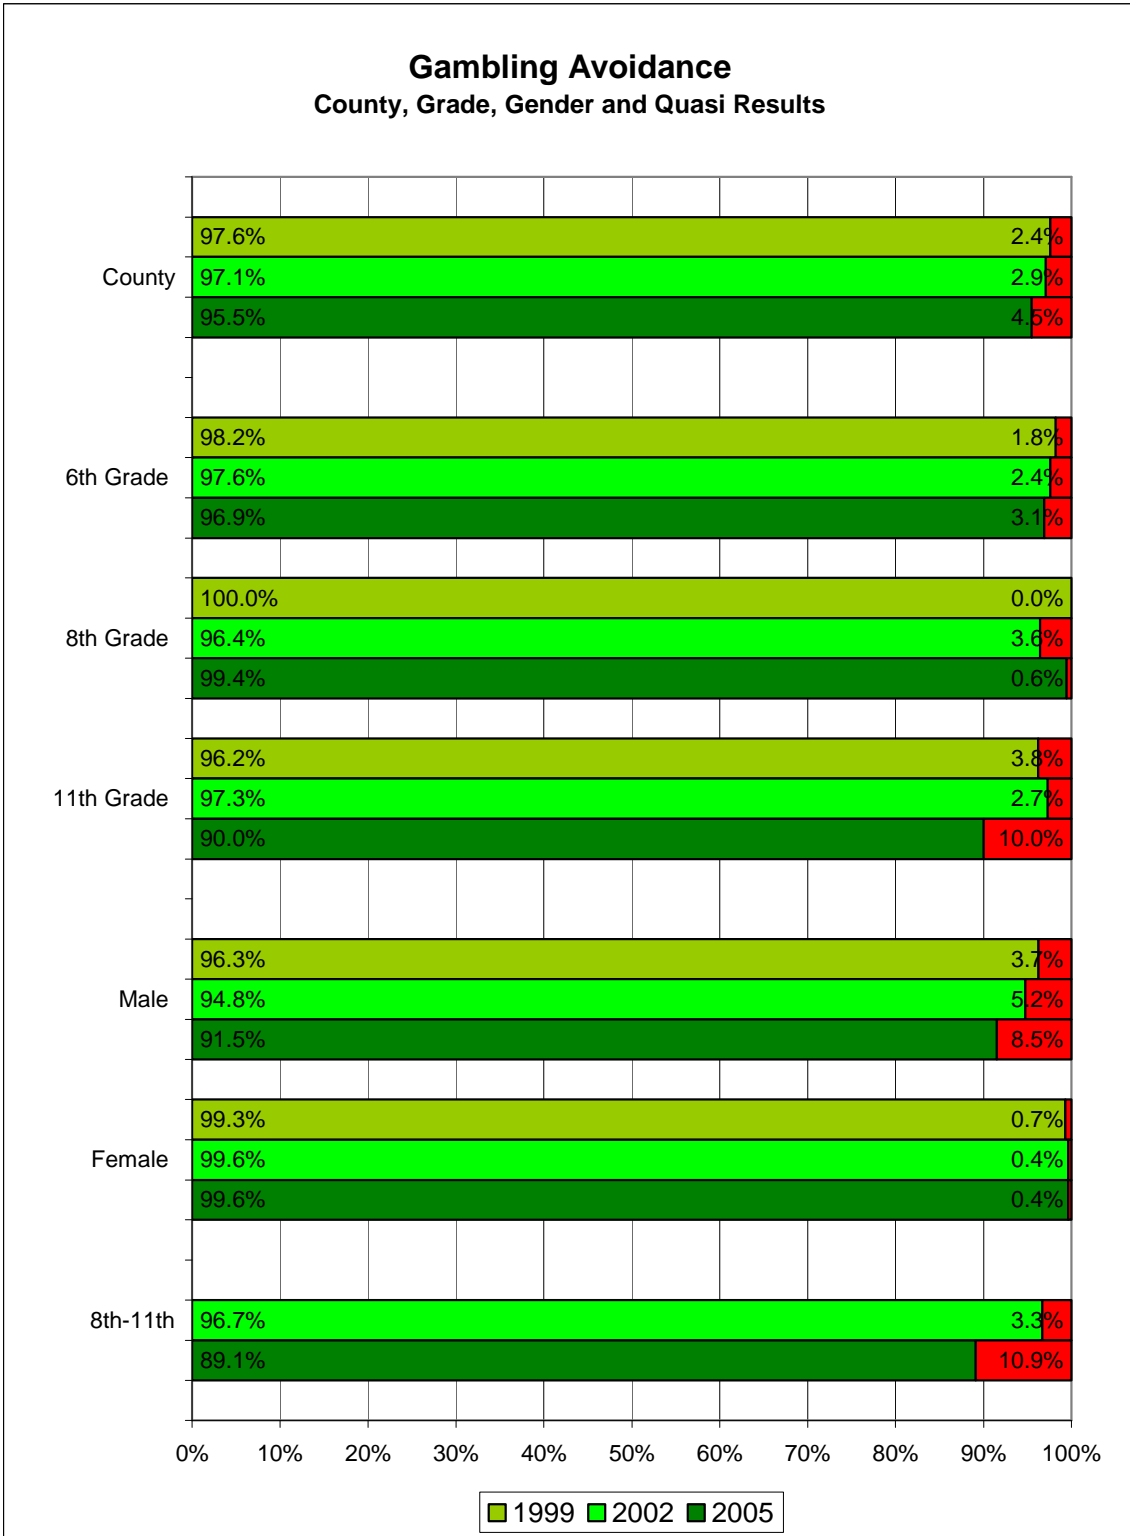 Gambling Avoidance
County, Grade, Gender and Quasi Results
County
97.6% 2.4%
97.1% 2.9%
95.5% 4.5%
6th Grade
98.2% 1.8%
97.6% 2.4%
96.9% 3.1%
8th Grade
100.0% 0.0%
96.4% 3.6%
99.4% 0.6%
11th Grade
96.2% 3.8%
97.3% 2.7%
90.0% 10.0%
Male
96.3% 3.7%
94.8% 5.2%
91.5% 8.5%
Female
99.3% 0.7%
99.6% 0.4%
99.6% 0.4%
8th-11th
96.7% 3.3%
89.1% 10.9%
0% 10% 20% 30% 40% 50% 60% 70% 80% 90% 100%
1999 2002 2005